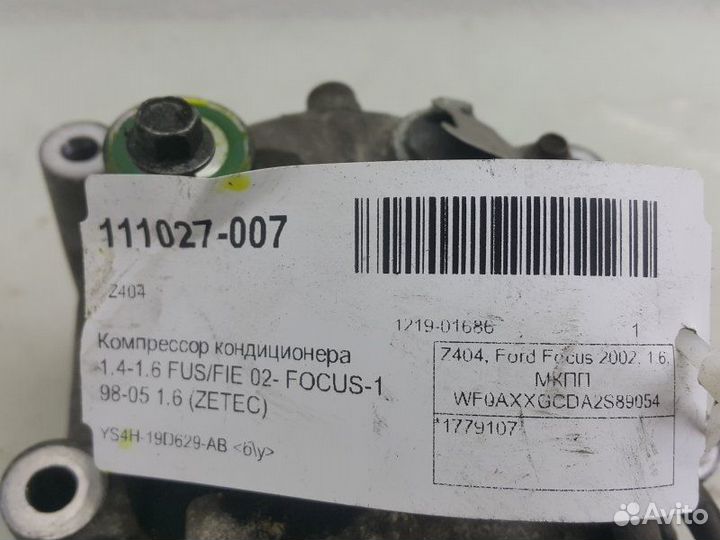 111027-007
Z404
Компрессор кондиционера
1.4-1.6 FUS/FIE 02- FOCUS-1
98-05 1.6 (ZETEC)
YS4H-19D629-AB <б\у>
1219-01686 1
Z404, Ford Focus 2002, 1.6,
МКПП
WF0AXXGCDA2S89054
*1779107
Avito